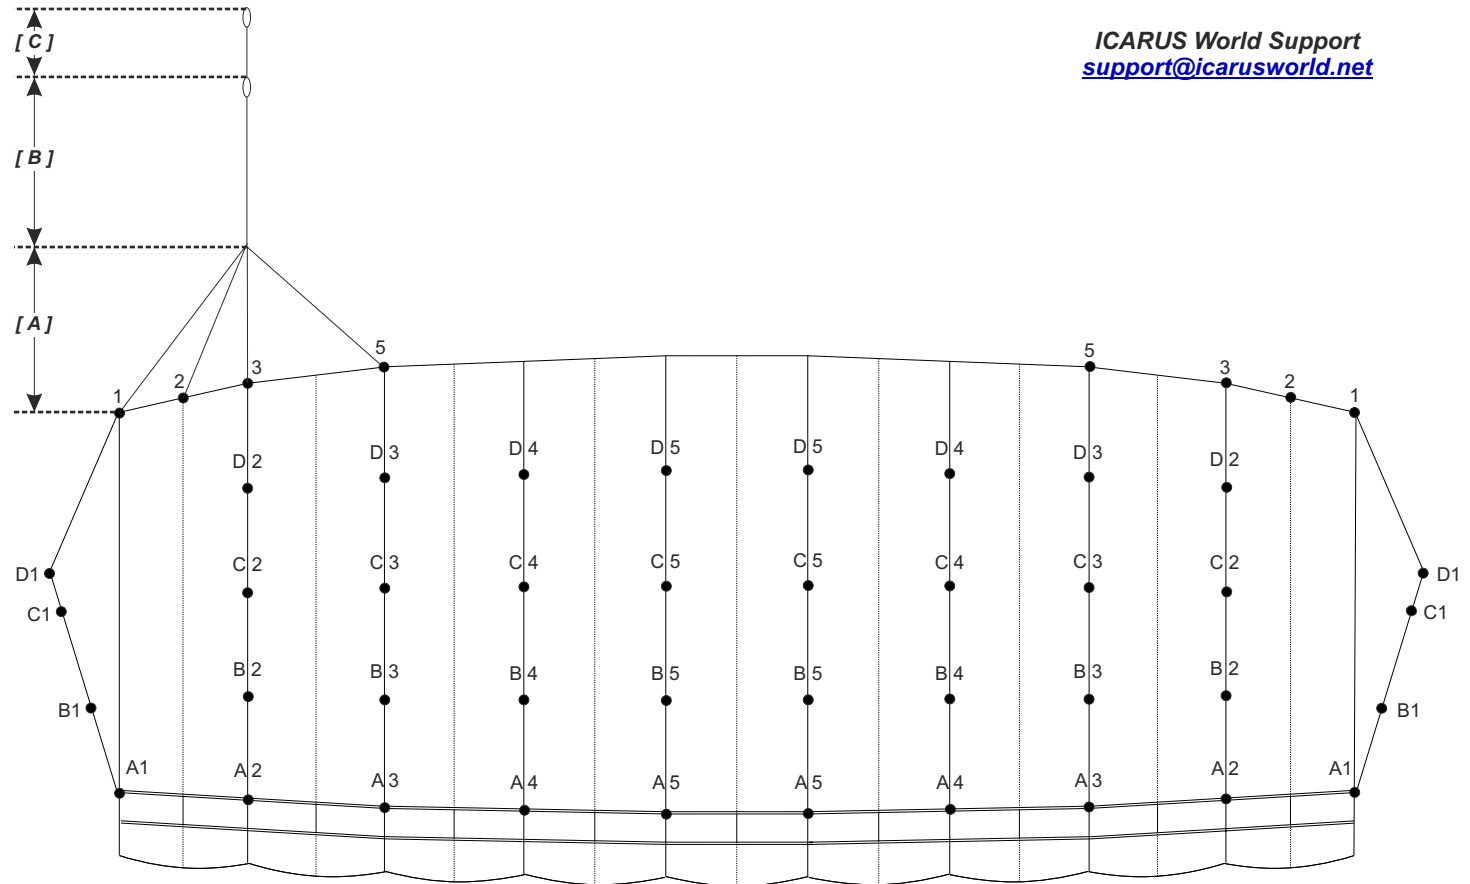 [ C ]
ICARUS World Support
support@icarusworld.net
[ B ]
[ A ]
5 5
3 3
2 2
1 1
D 3 D 4 D 5 D 5 D 4 D 3
D 2 D 2
C 2 C 3 C 4 C 5 C 5 C 4 C 3 C 2
D1 D1
C1 C1
B 2 B 3 B 4 B 5 B 5 B 4 B 3 B 2
B1 B1
A1 A 2 A 3 A 4 A 5 A 5 A 4 A 3 A 2 A1